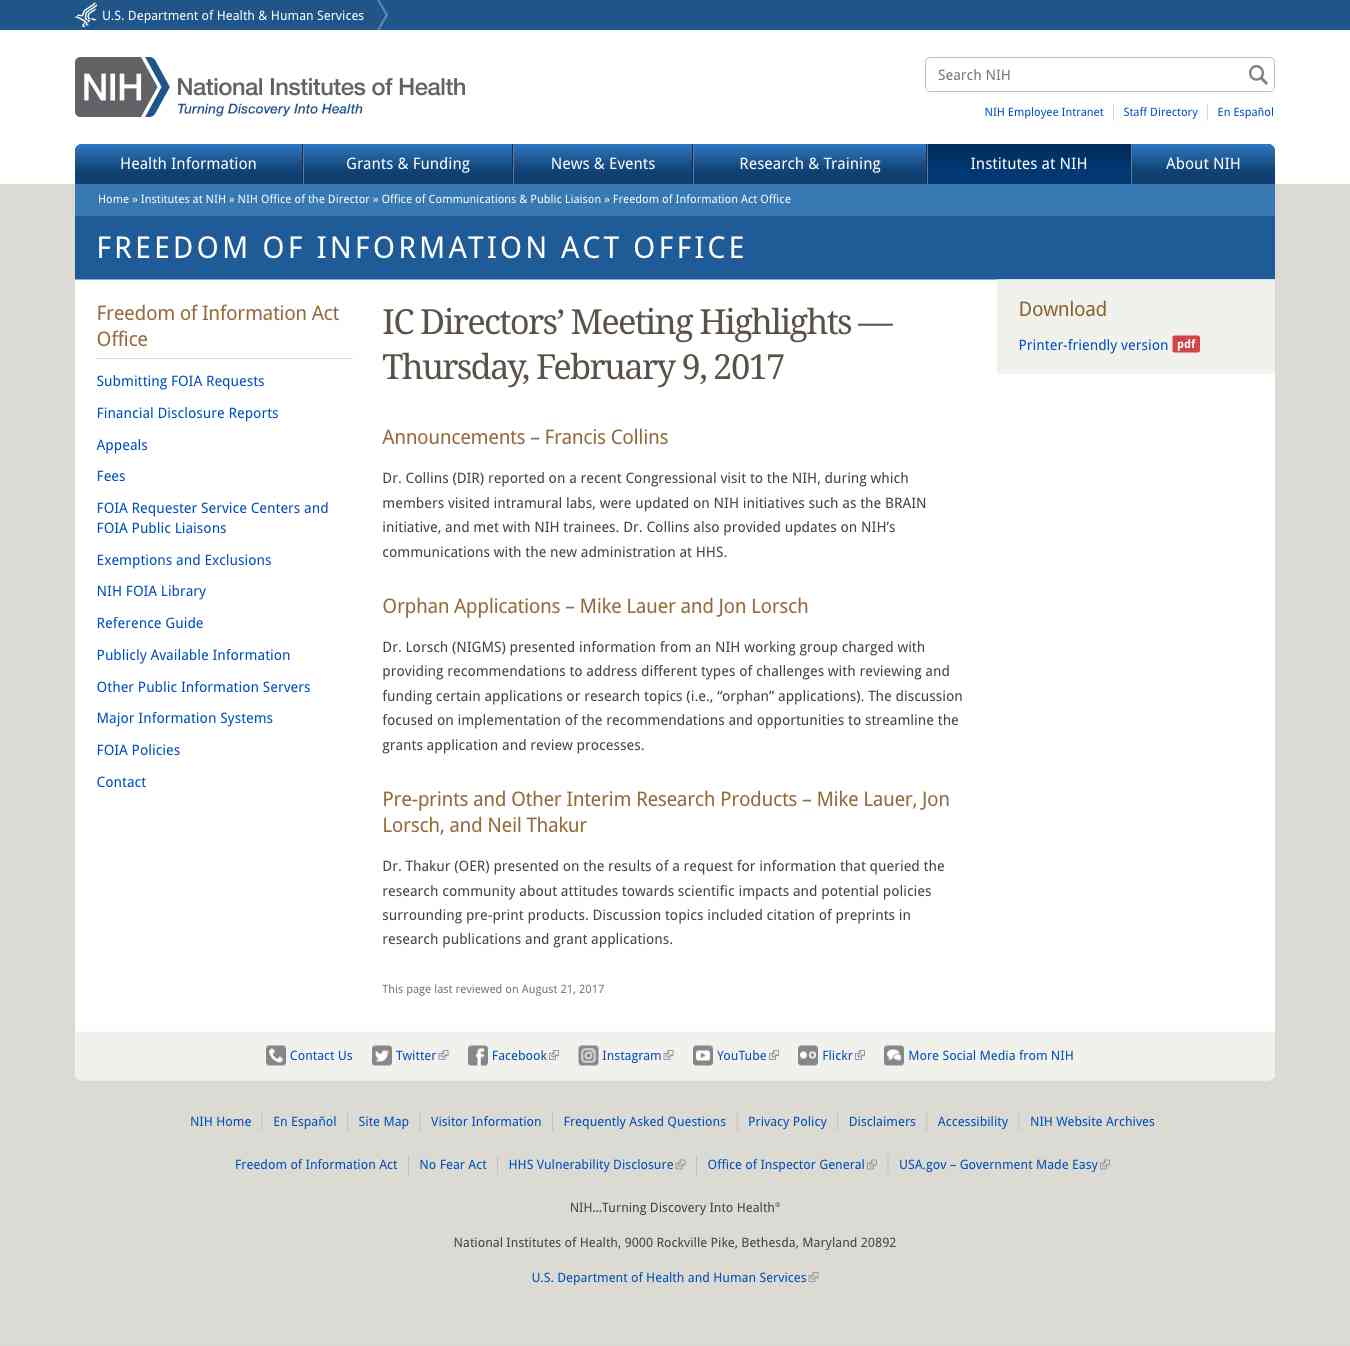 U.S. Department of Health & Human Services
NIH
National Institutes of Health
Turning Discovery Into Health
Search NIH
NIH Employee Intranet
Staff Directory
En Español
Health Information
Grants & Funding
News & Events
Research & Training
Institutes at NIH
About NIH
Home » Institutes at NIH » NIH Office of the Director » Office of Communications & Public Liaison » Freedom of Information Act Office
FREEDOM OF INFORMATION ACT OFFICE
Freedom of Information Act
Office
Submitting FOIA Requests
Financial Disclosure Reports
Appeals
Fees
FOIA Requester Service Centers and
FOIA Public Liaisons
Exemptions and Exclusions
NIH FOIA Library
Reference Guide
Publicly Available Information
Other Public Information Servers
Major Information Systems
FOIA Policies
Contact
IC Directors’ Meeting Highlights —
Thursday, February 9, 2017
Announcements – Francis Collins
Dr. Collins (DIR) reported on a recent Congressional visit to the NIH, during which
members visited intramural labs, were updated on NIH initiatives such as the BRAIN
initiative, and met with NIH trainees. Dr. Collins also provided updates on NIH’s
communications with the new administration at HHS.
Orphan Applications – Mike Lauer and Jon Lorsch
Dr. Lorsch (NIGMS) presented information from an NIH working group charged with
providing recommendations to address different types of challenges with reviewing and
funding certain applications or research topics (i.e., “orphan” applications). The discussion
focused on implementation of the recommendations and opportunities to streamline the
grants application and review processes.
Pre-prints and Other Interim Research Products – Mike Lauer, Jon
Lorsch, and Neil Thakur
Dr. Thakur (OER) presented on the results of a request for information that queried the
research community about attitudes towards scientific impacts and potential policies
surrounding pre-print products. Discussion topics included citation of preprints in
research publications and grant applications.
This page last reviewed on August 21, 2017
Download
Printer-friendly version pdf
Contact Us
Twitter
Facebook
Instagram
YouTube
Flickr
More Social Media from NIH
NIH Home
En Español
Site Map
Visitor Information
Frequently Asked Questions
Privacy Policy
Disclaimers
Accessibility
NIH Website Archives
Freedom of Information Act
No Fear Act
HHS Vulnerability Disclosure
Office of Inspector General
USA.gov – Government Made Easy
NIH…Turning Discovery Into Health®
National Institutes of Health, 9000 Rockville Pike, Bethesda, Maryland 20892
U.S. Department of Health and Human Services